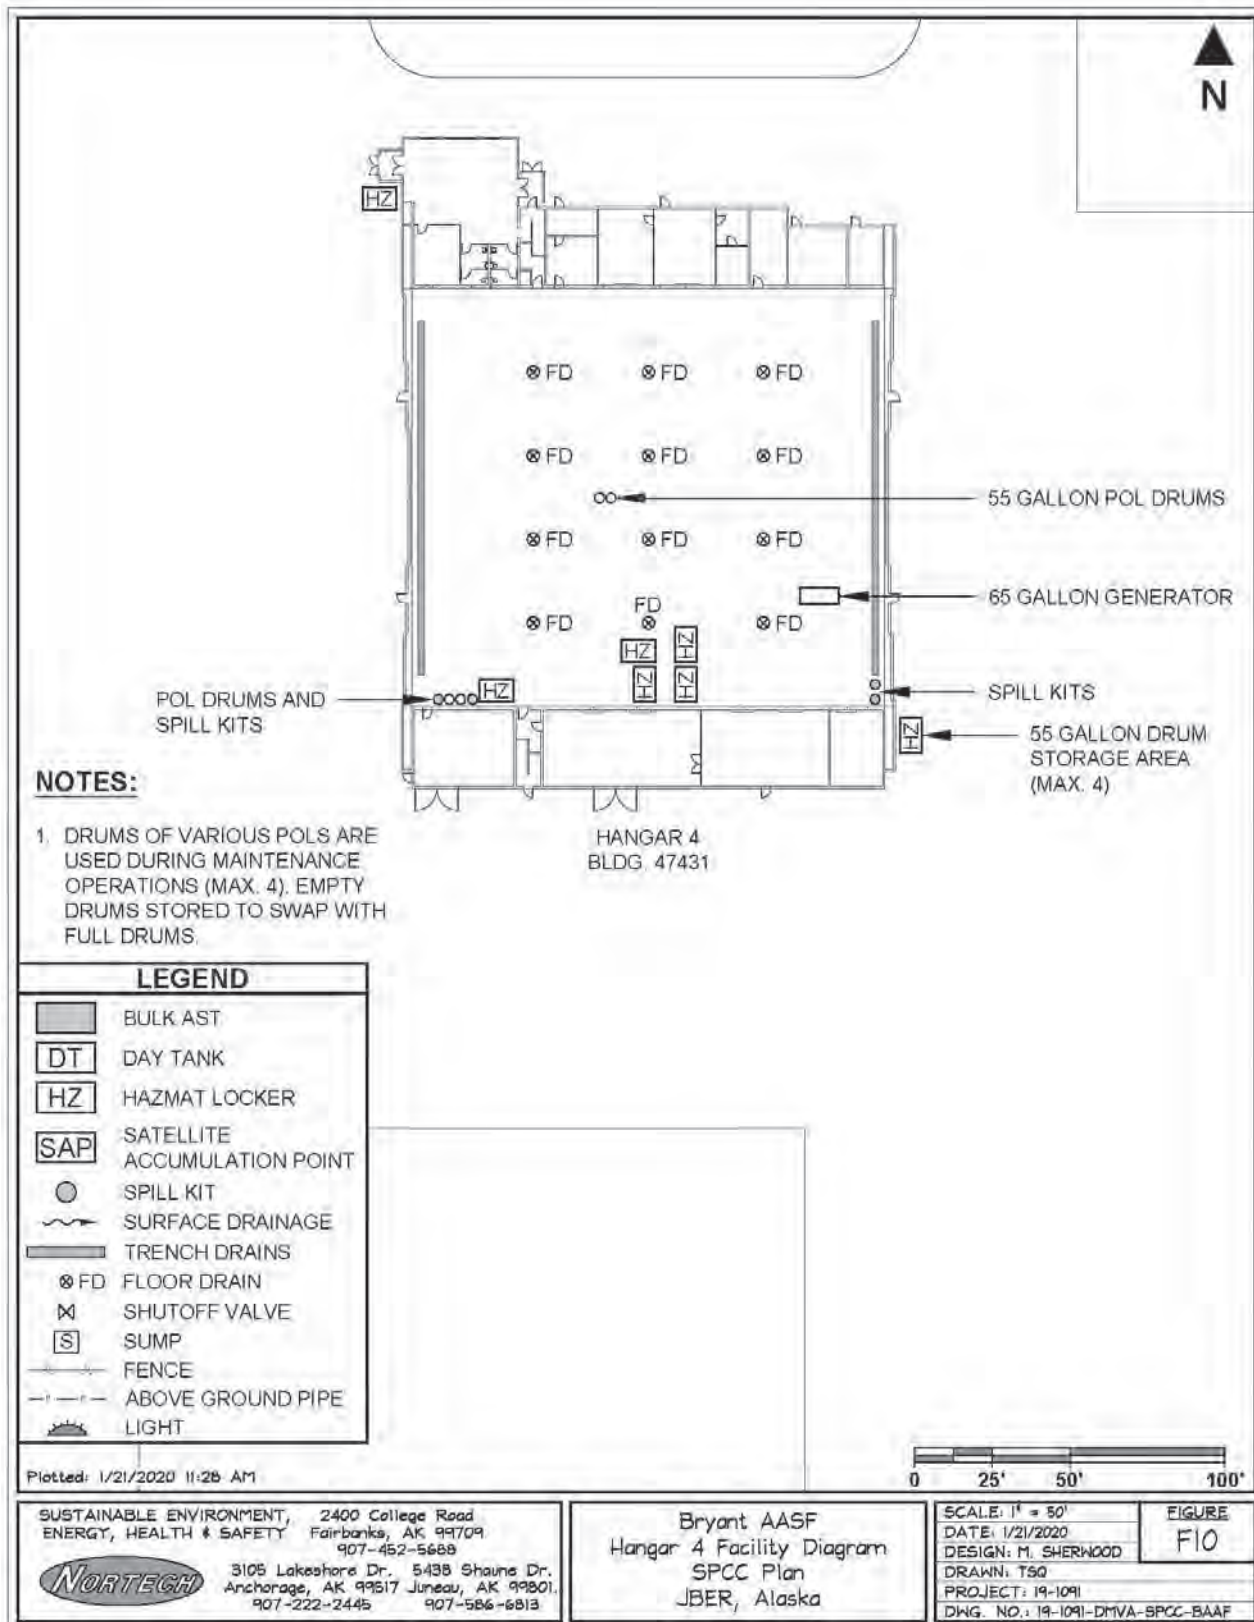 N
HZ
FD FD FD
FD FD FD
55 GALLON POL DRUMS
FD FD FD
65 GALLON GENERATOR
FD
FD FD
HZ HZ
HZ HZ HZ
POL DRUMS AND
SPILL KITS
SPILL KITS
HZ
55 GALLON DRUM
STORAGE AREA
(MAX. 4)
HANGAR 4
BLDG. 47431
NOTES:
1. DRUMS OF VARIOUS POLS ARE
USED DURING MAINTENANCE
OPERATIONS (MAX. 4). EMPTY
DRUMS STORED TO SWAP WITH
FULL DRUMS.
LEGEND
BULK AST
DT DAY TANK
HZ HAZMAT LOCKER
SAP SATELLITE
ACCUMULATION POINT
SPILL KIT
SURFACE DRAINAGE
TRENCH DRAINS
FD FLOOR DRAIN
SHUTOFF VALVE
S SUMP
FENCE
ABOVE GROUND PIPE
LIGHT
Plotted: 1/21/2020 11:28 AM
0 25' 50' 100'
SUSTAINABLE ENVIRONMENT, 2400 College Road
ENERGY, HEALTH & SAFETY Fairbanks, AK 99709
907-452-5688
NORTECH
3105 Lakeshore Dr. 5438 Shaune Dr.
Anchorage, AK 99517 Juneau, AK 99801.
907-222-2445 907-586-6813
Bryant AASF
Hangar 4 Facility Diagram
SPCC Plan
JBER, Alaska
SCALE: 1" = 50'
DATE: 1/21/2020
DESIGN: M. SHERWOOD
DRAWN: TSQ
PROJECT: 19-1091
DWG. NO.: 19-1091-DMVA-SPCC-BAAF
FIGURE
F10